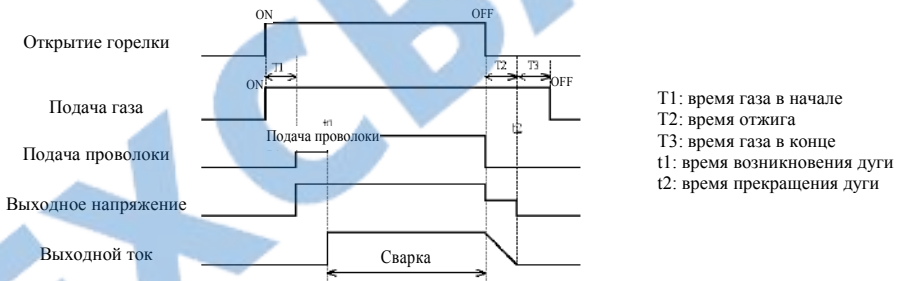 ON
OFF
Открытие горелки
T1
T2
T3
ON
OFF
Подача газа
T1: время газа в начале
T2: время отжига
T3: время газа в конце
t1: время возникновения дуги
t2: время прекращения дуги
Подача проволоки
Подача проволоки
Выходное напряжение
Выходной ток
Сварка